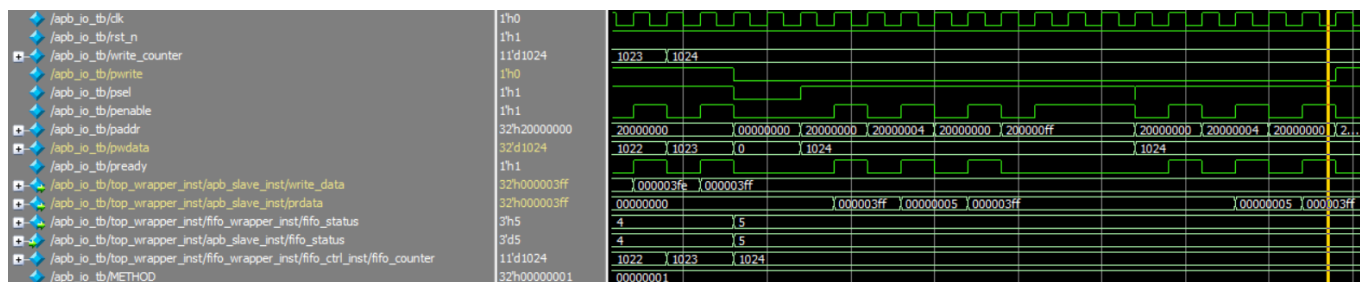 /apb_io_tb/clk 1'h0
/apb_io_tb/rst_n 1'h1
/apb_io_tb/write_counter 11'd1024 1023 1024
/apb_io_tb/pwrite 1'h0
/apb_io_tb/psel 1'h1
/apb_io_tb/penable 1'h1
/apb_io_tb/paddr 32'h20000000 20000000 00000000 20000000 20000004 20000000 200000ff 20000000 20000004 20000000 2...
/apb_io_tb/pwdata 32'd1024 1022 1023 0 1024 1024
/apb_io_tb/pready 1'h1
/apb_io_tb/top_wrapper_inst/apb_slave_inst/write_data 32'h000003ff 000003fe 000003ff
/apb_io_tb/top_wrapper_inst/apb_slave_inst/prdata 32'h000003ff 00000000 000003ff 00000005 000003ff 00000005 000003ff
/apb_io_tb/top_wrapper_inst/fifo_wrapper_inst/fifo_status 3'h5 4 5
/apb_io_tb/top_wrapper_inst/apb_slave_inst/fifo_status 3'd5 4 5
/apb_io_tb/top_wrapper_inst/fifo_wrapper_inst/fifo_ctrl_inst/fifo_counter 11'd1024 1022 1023 1024
/apb_io_tb/METHOD 32'h00000001 00000001